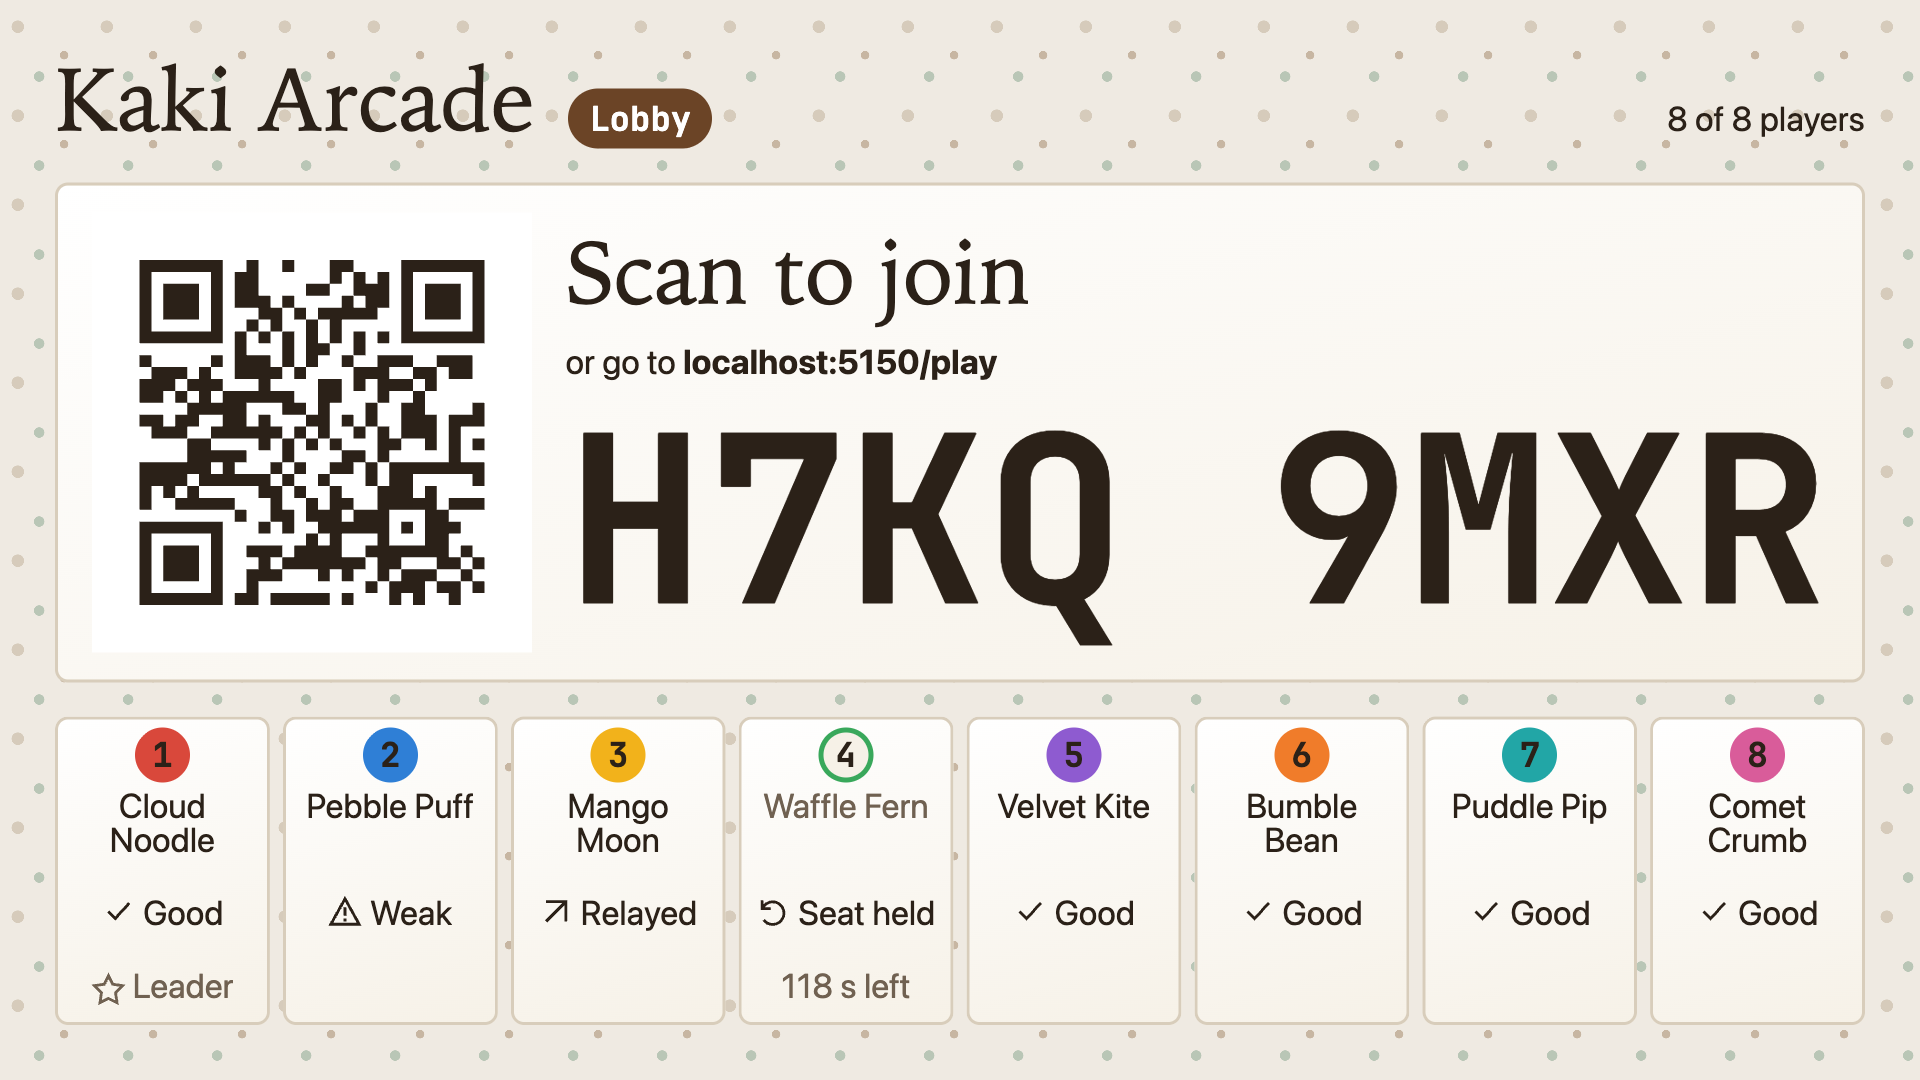 Kaki Arcade
Lobby
8 of 8 players
Scan to join
or go to localhost:5150/play
H7KQ 9MXR
1
Cloud
Noodle
Good
Leader
2
Pebble Puff
Weak
3
Mango
Moon
Relayed
4
Waffle Fern
Seat held
118 s left
5
Velvet Kite
Good
6
Bumble
Bean
Good
7
Puddle Pip
Good
8
Comet
Crumb
Good